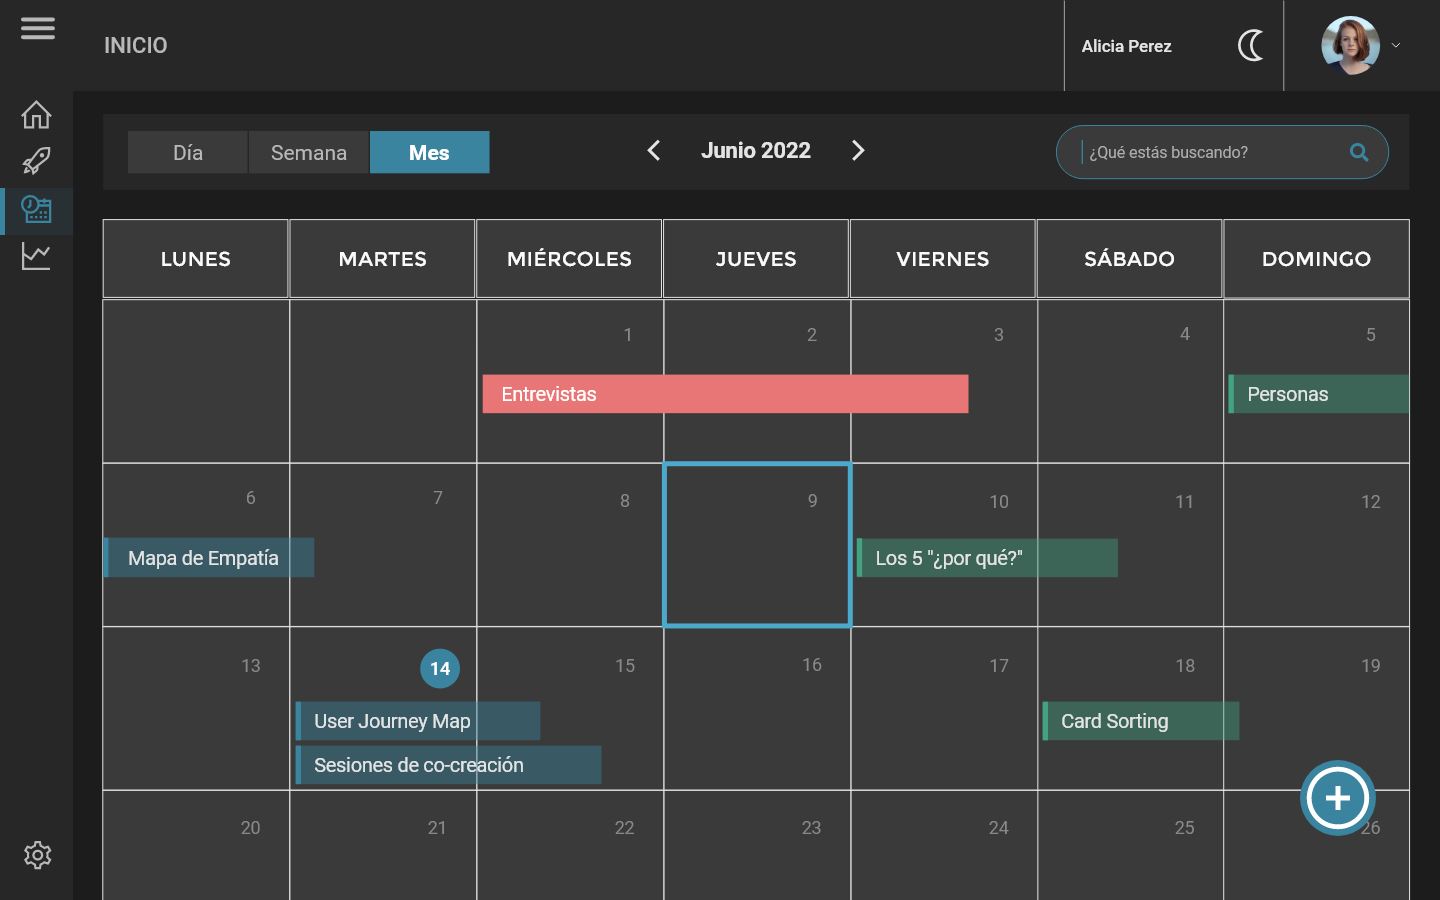 INICIO
Alicia Perez
Día Semana Mes
Junio 2022
¿Qué estás buscando?
LUNES MARTES MIÉRCOLES JUEVES VIERNES SÁBADO DOMINGO
1 2 3 4 5
Entrevistas Personas
6 7 8 9 10 11 12
Mapa de Empatía Los 5 "¿por qué?"
13 14 15 16 17 18 19
User Journey Map Card Sorting
Sesiones de co-creación
20 21 22 23 24 25 26